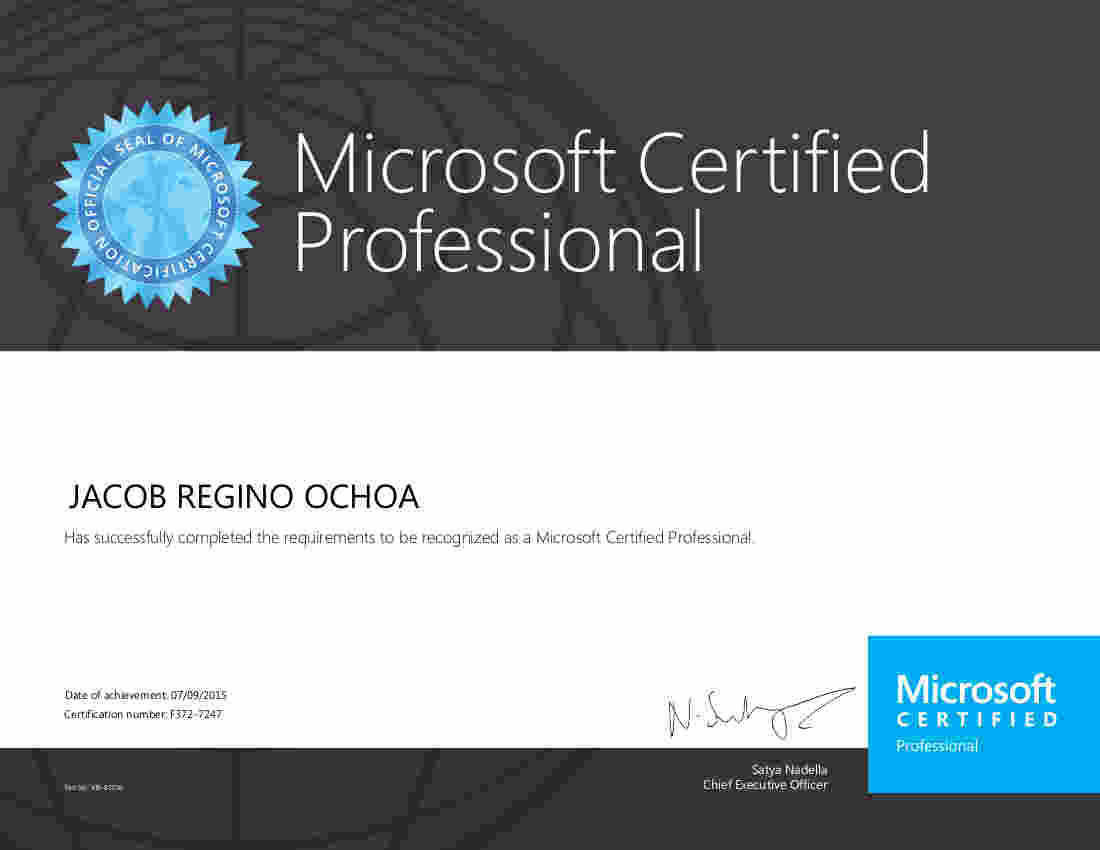 OFFICIAL SEAL OF MICROSOFT CERTIFICATION
Microsoft Certified
Professional
JACOB REGINO OCHOA
Has successfully completed the requirements to be recognized as a Microsoft Certified Professional.
Date of achievement: 07/09/2015
Certification number: F372-7247
N. Satya
Satya Nadella
Chief Executive Officer
Microsoft
CERTIFIED
Professional